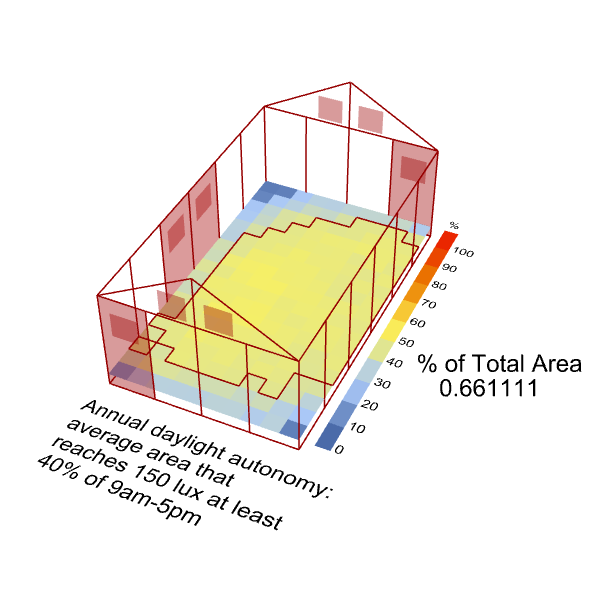 %
100
90
80
70
60
50
40
30
20
10
0
% of Total Area
0.661111
Annual daylight autonomy:
average area that
reaches 150 lux at least
40% of 9am-5pm